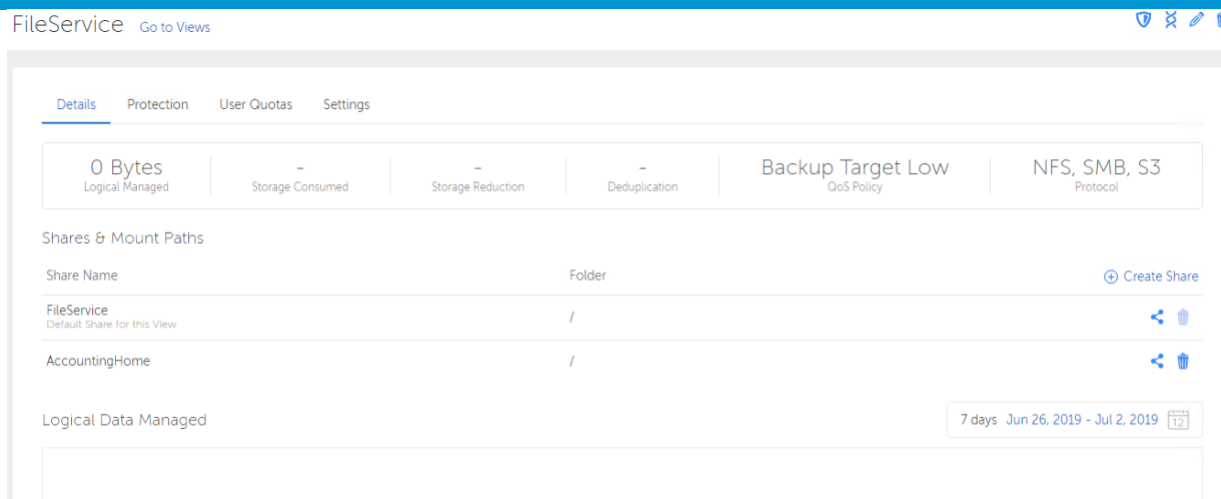 FileService Go to Views
Details Protection User Quotas Settings
0 Bytes - - - Backup Target Low NFS, SMB, S3
Logical Managed Storage Consumed Storage Reduction Deduplication QoS Policy Protocol
Shares & Mount Paths
Share Name Folder Create Share
FileService /
Default Share for this View
AccountingHome /
Logical Data Managed 7 days Jun 26, 2019 - Jul 2, 2019 12